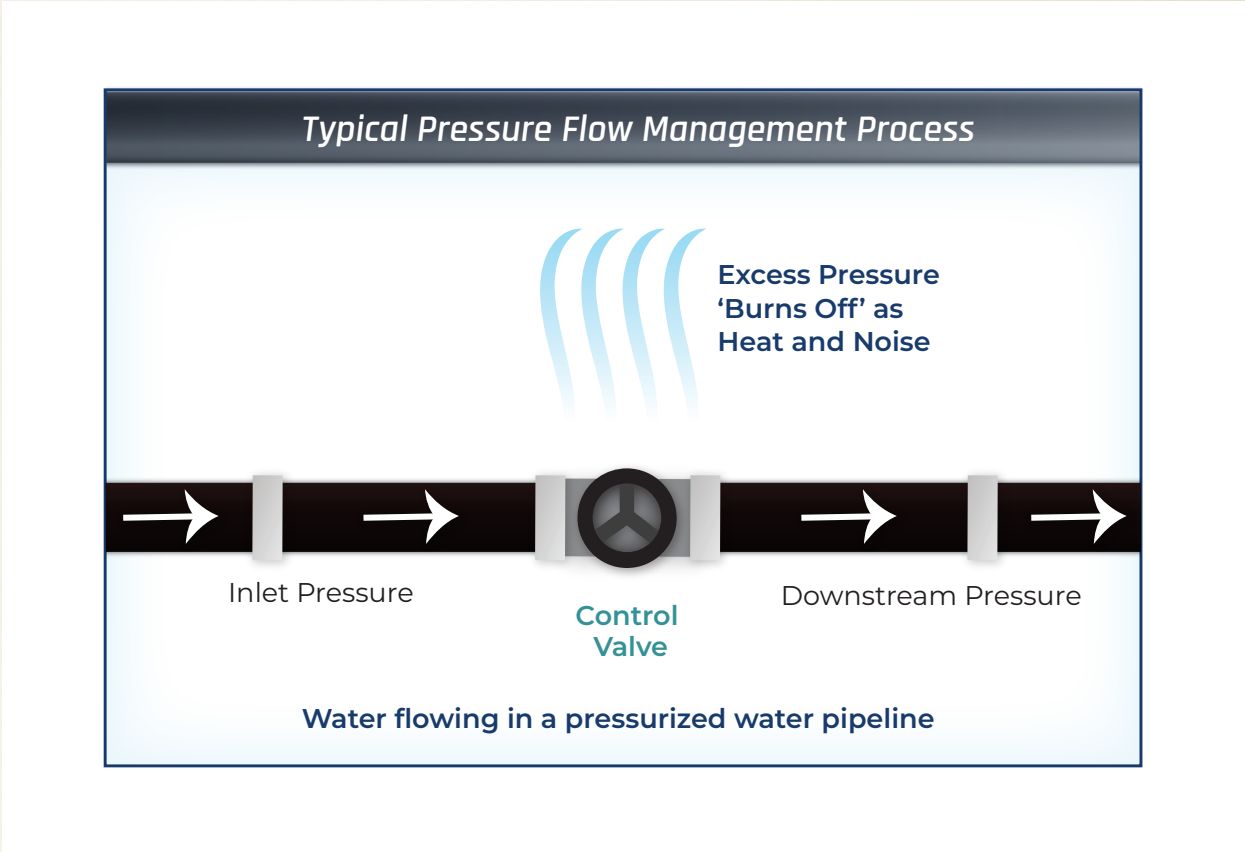 Typical Pressure Flow Management Process
Excess Pressure
‘Burns Off’ as
Heat and Noise
Inlet Pressure
Downstream Pressure
Control
Valve
Water flowing in a pressurized water pipeline